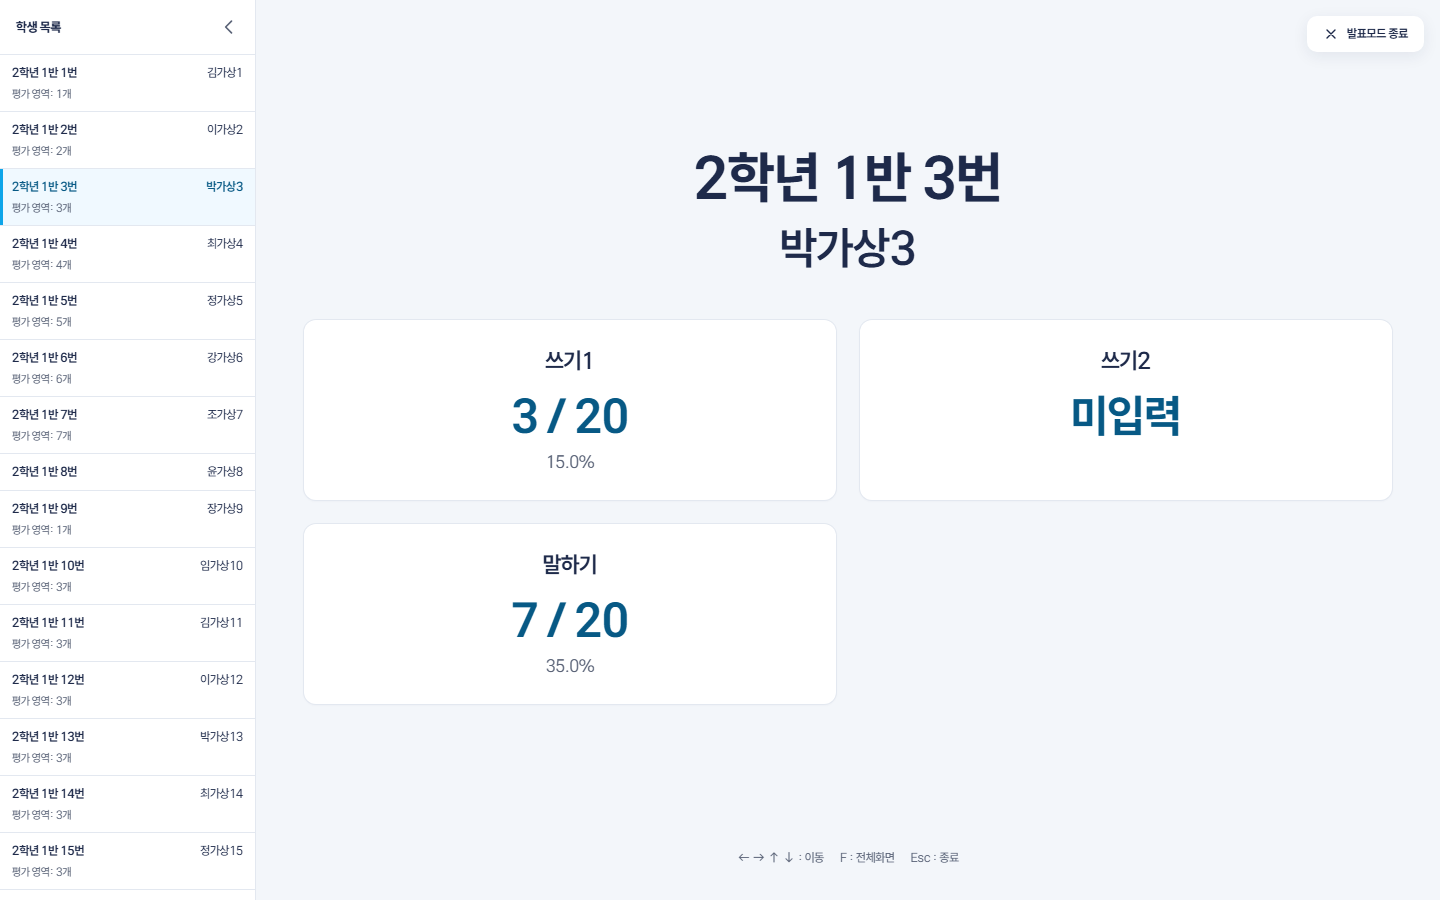 학생 목록
2학년 1반 1번 김가상1
평가 영역: 1개
2학년 1반 2번 이가상2
평가 영역: 2개
2학년 1반 3번 박가상3
평가 영역: 3개
2학년 1반 4번 최가상4
평가 영역: 4개
2학년 1반 5번 정가상5
평가 영역: 5개
2학년 1반 6번 강가상6
평가 영역: 6개
2학년 1반 7번 조가상7
평가 영역: 7개
2학년 1반 8번 윤가상8
2학년 1반 9번 장가상9
평가 영역: 1개
2학년 1반 10번 임가상10
평가 영역: 3개
2학년 1반 11번 김가상11
평가 영역: 3개
2학년 1반 12번 이가상12
평가 영역: 3개
2학년 1반 13번 박가상13
평가 영역: 3개
2학년 1반 14번 최가상14
평가 영역: 3개
2학년 1반 15번 정가상15
평가 영역: 3개
발표모드 종료
2학년 1반 3번
박가상3
쓰기1
3 / 20
15.0%
쓰기2
미입력
말하기
7 / 20
35.0%
← → ↑ ↓ : 이동 F : 전체화면 Esc : 종료